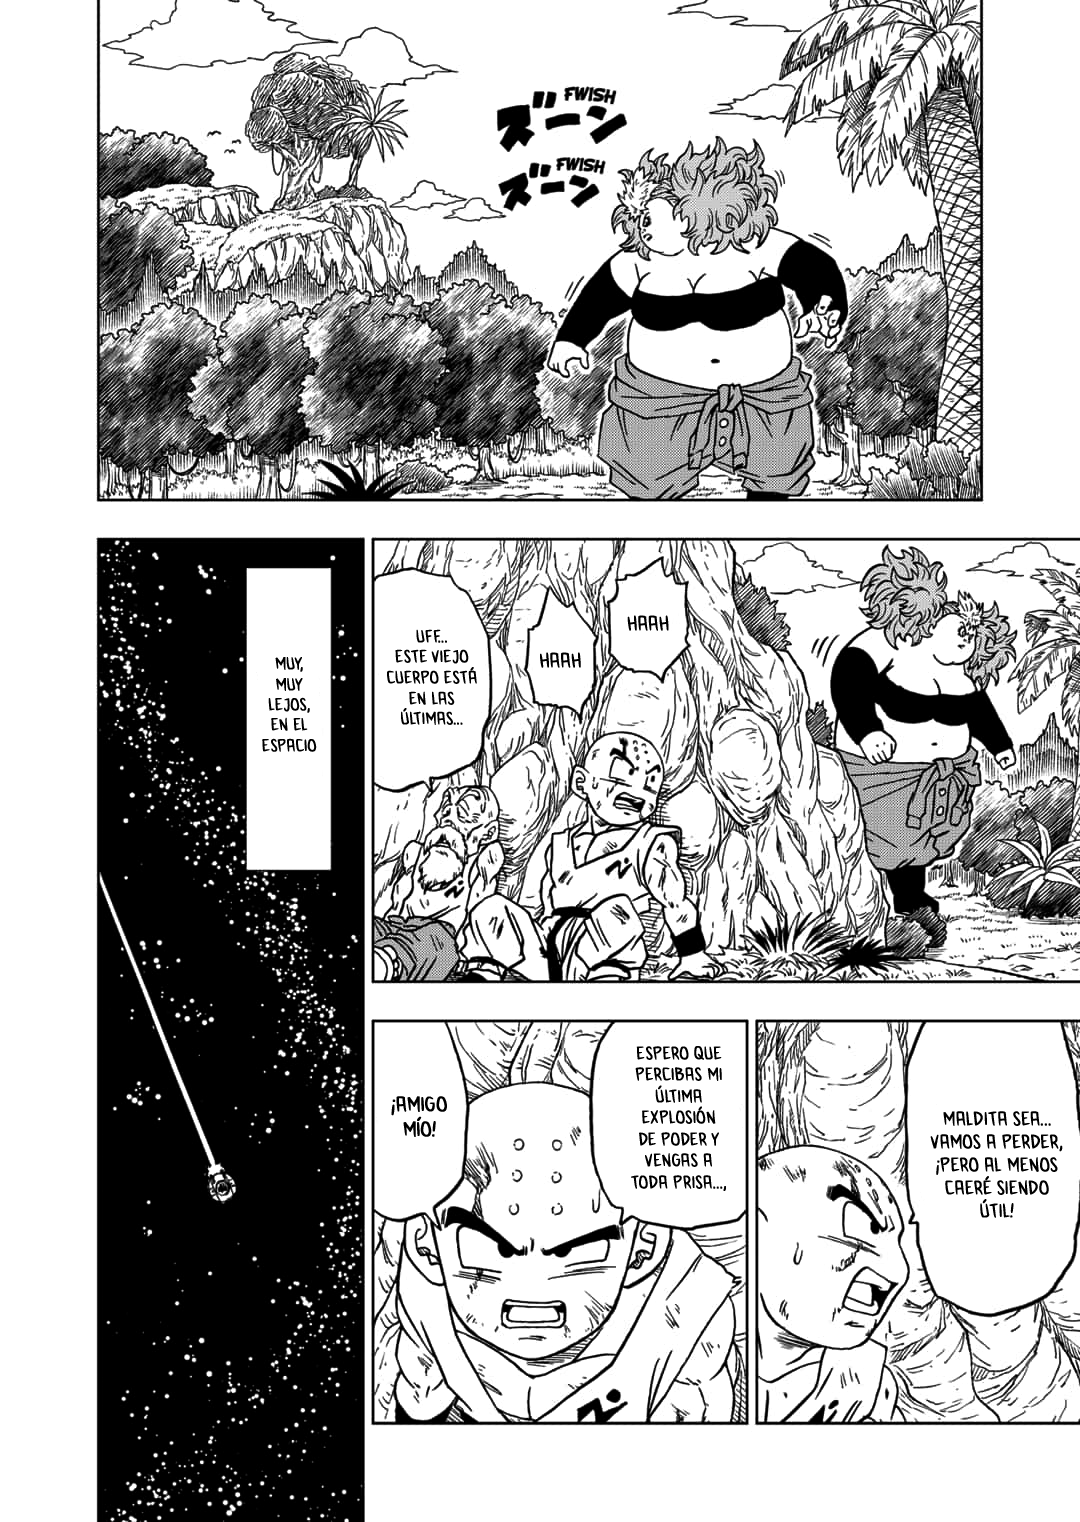 FWISH
ズーン
FWISH
ズーン
HAAH
HAAH
UFF...
ESTE VIEJO
CUERPO ESTÁ
EN LAS
ÚLTIMAS...
MALDITA SEA...
VAMOS A PERDER,
¡PERO AL MENOS
CAERÉ SIENDO
ÚTIL!
ESPERO QUE
PERCIBAS MI
ÚLTIMA
EXPLOSIÓN
DE PODER Y
VENGAS A
TODA PRISA...,
¡AMIGO
MÍO!
MUY,
MUY
LEJOS,
EN EL
ESPACIO